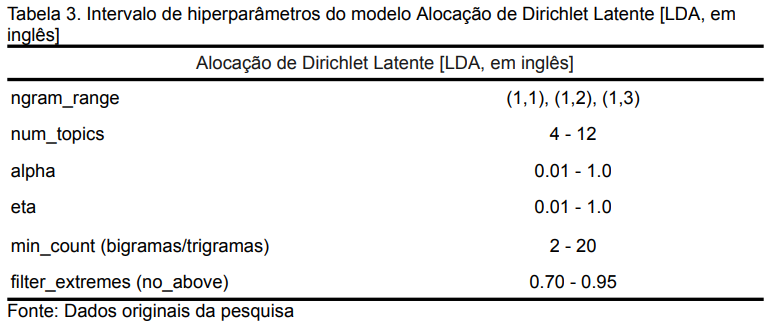 Tabela 3. Intervalo de hiperparâmetros do modelo Alocação de Dirichlet Latente [LDA, em
inglês]
Alocação de Dirichlet Latente [LDA, em inglês]
ngram_range (1,1), (1,2), (1,3)
num_topics 4 - 12
alpha 0.01 - 1.0
eta 0.01 - 1.0
min_count (bigramas/trigramas) 2 - 20
filter_extremes (no_above) 0.70 - 0.95
Fonte: Dados originais da pesquisa